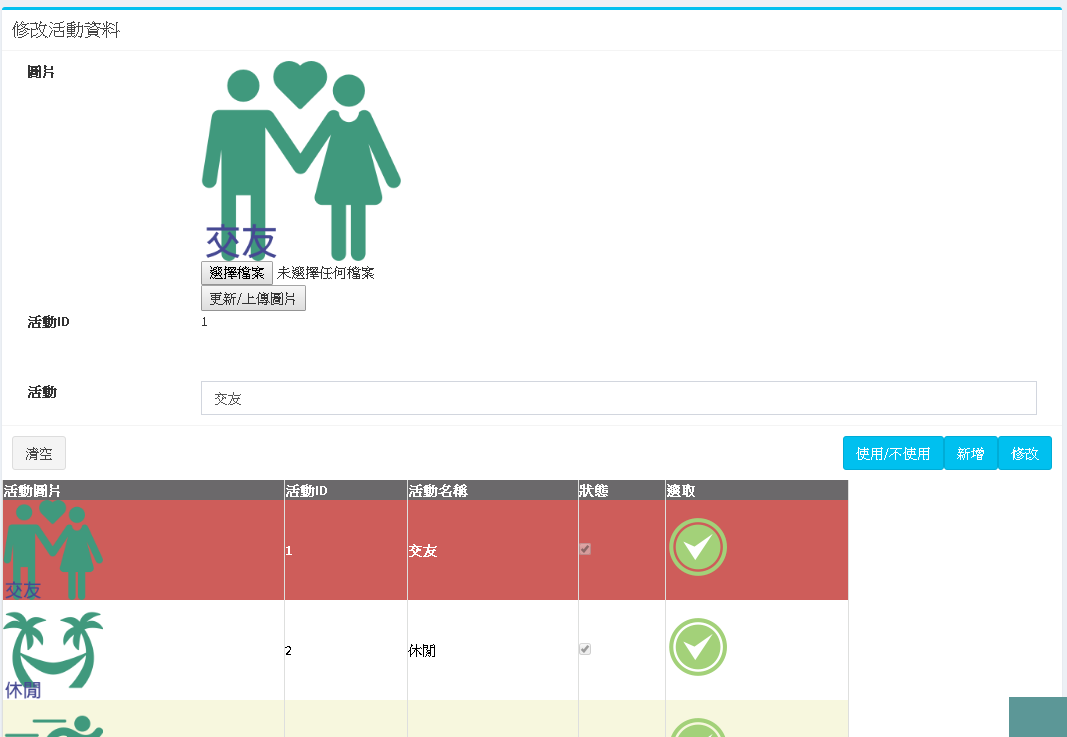 修改活動資料
圖片
交友
選擇檔案 未選擇任何檔案
更新/上傳圖片
活動ID 1
活動 交友
清空 使用/不使用 新增 修改
活動圖片 活動ID 活動名稱 狀態 選取
1 交友
交友
2 休閒
休閒